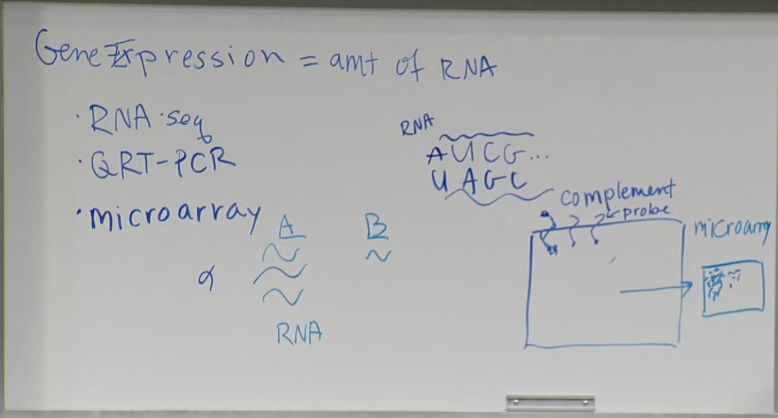 Gene Expression = amt of RNA
· RNA-seq
· QRT-PCR
· microarray
A B
α
RNA
RNA
AUCG...
UAGC
complement
probe
microarray